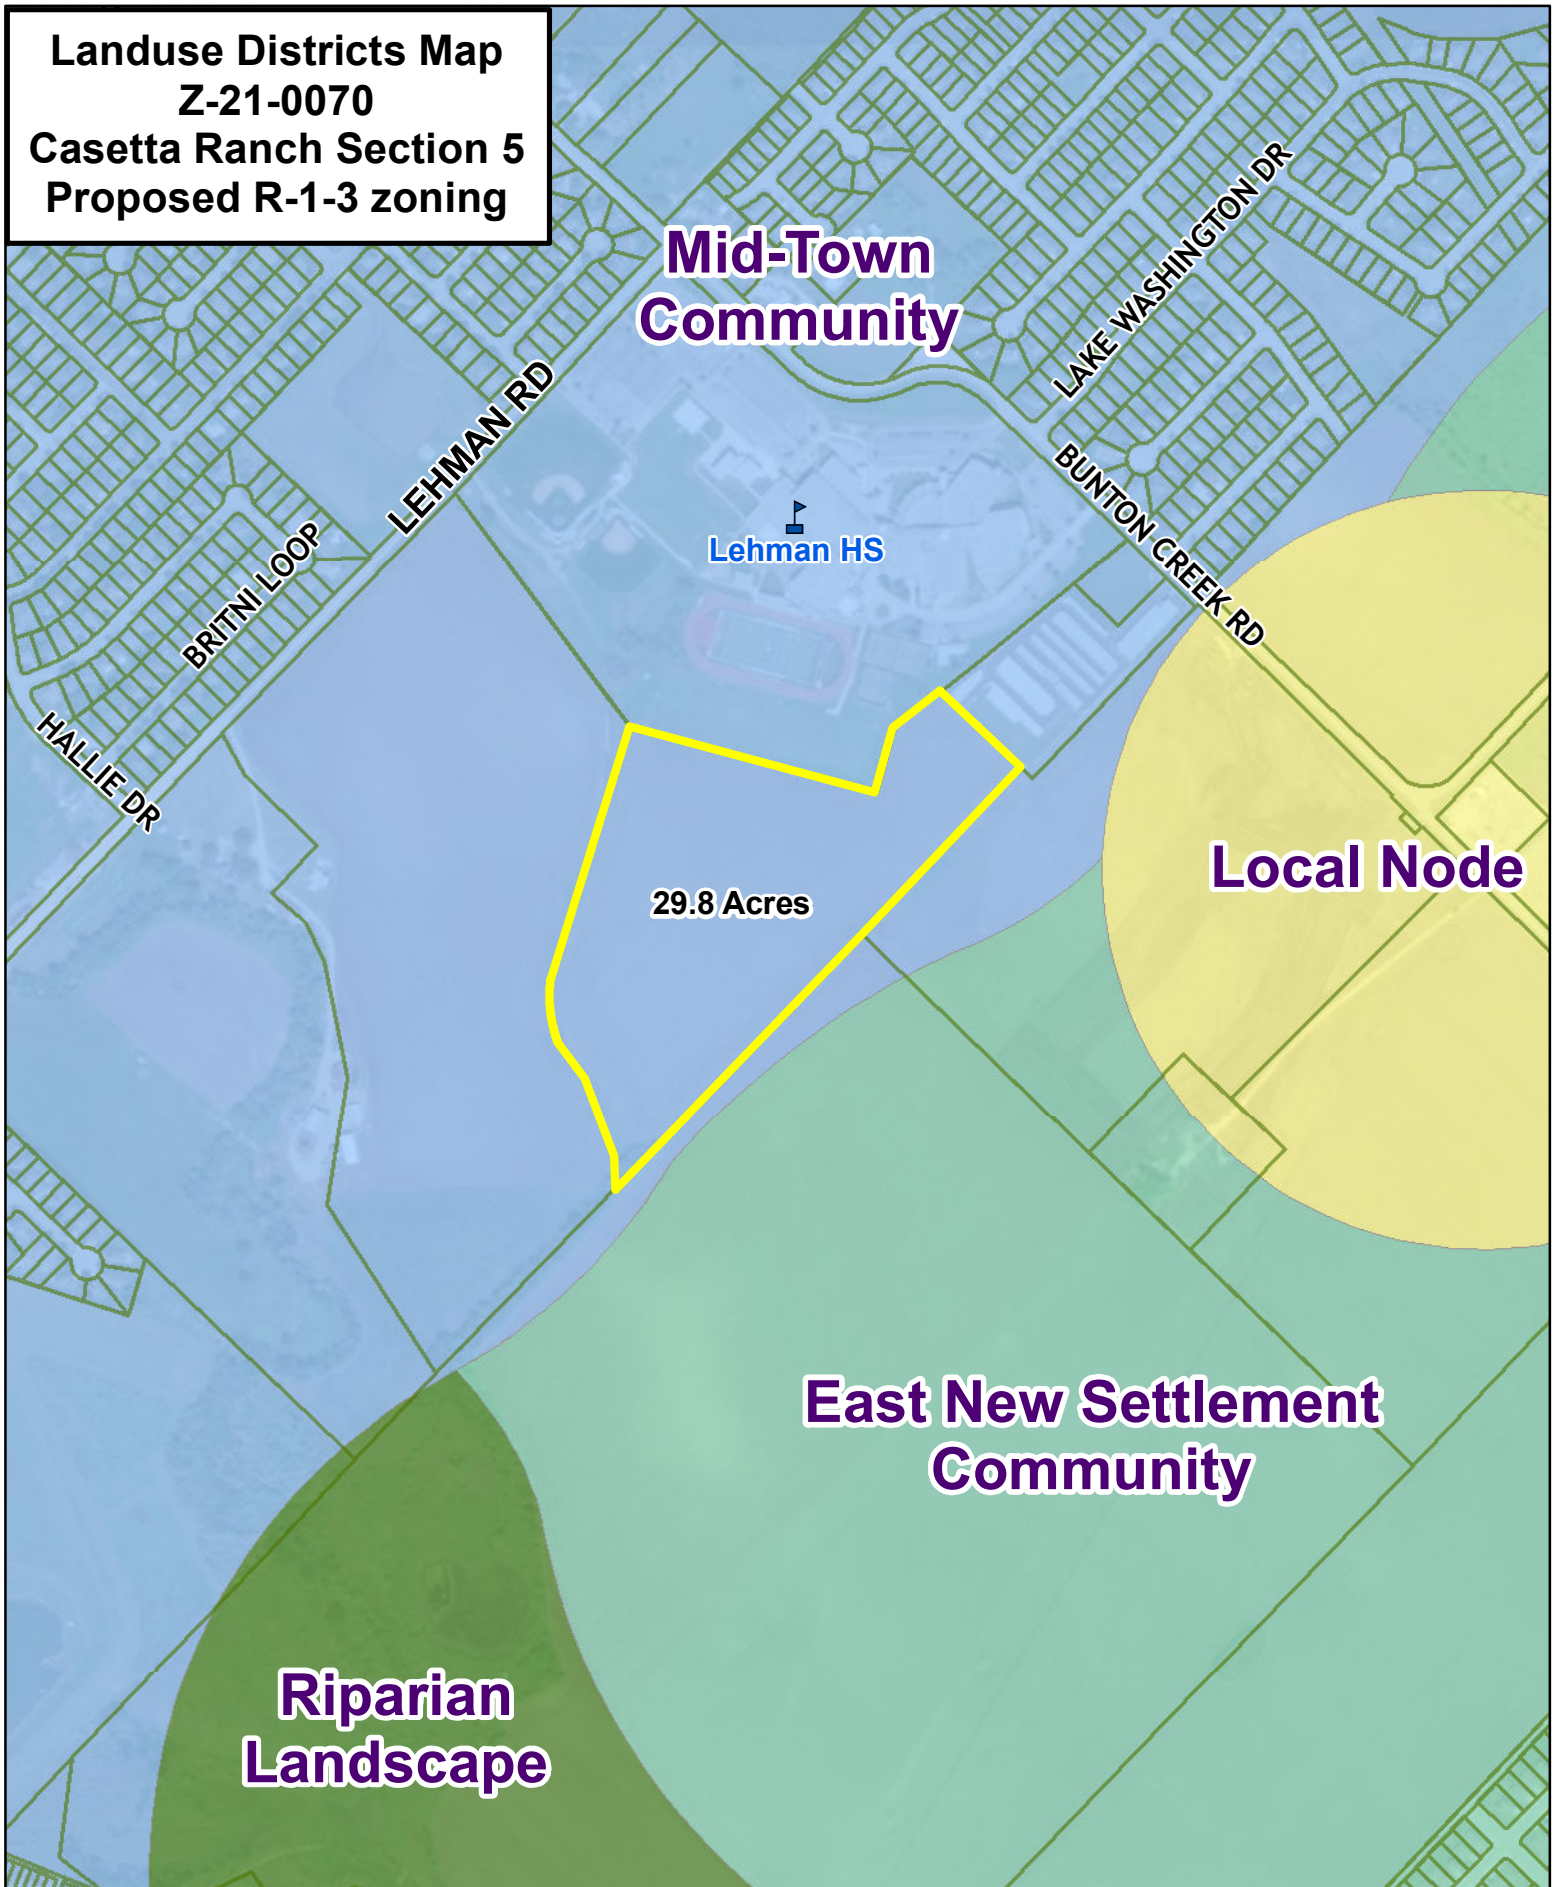 Landuse Districts Map
Z-21-0070
Casetta Ranch Section 5
Proposed R-1-3 zoning
Mid-Town
Community
LAKE WASHINGTON DR
LEHMAN RD
BUNTON CREEK RD
Lehman HS
BRITNI LOOP
HALLIE DR
Local Node
29.8 Acres
East New Settlement
Community
Riparian
Landscape